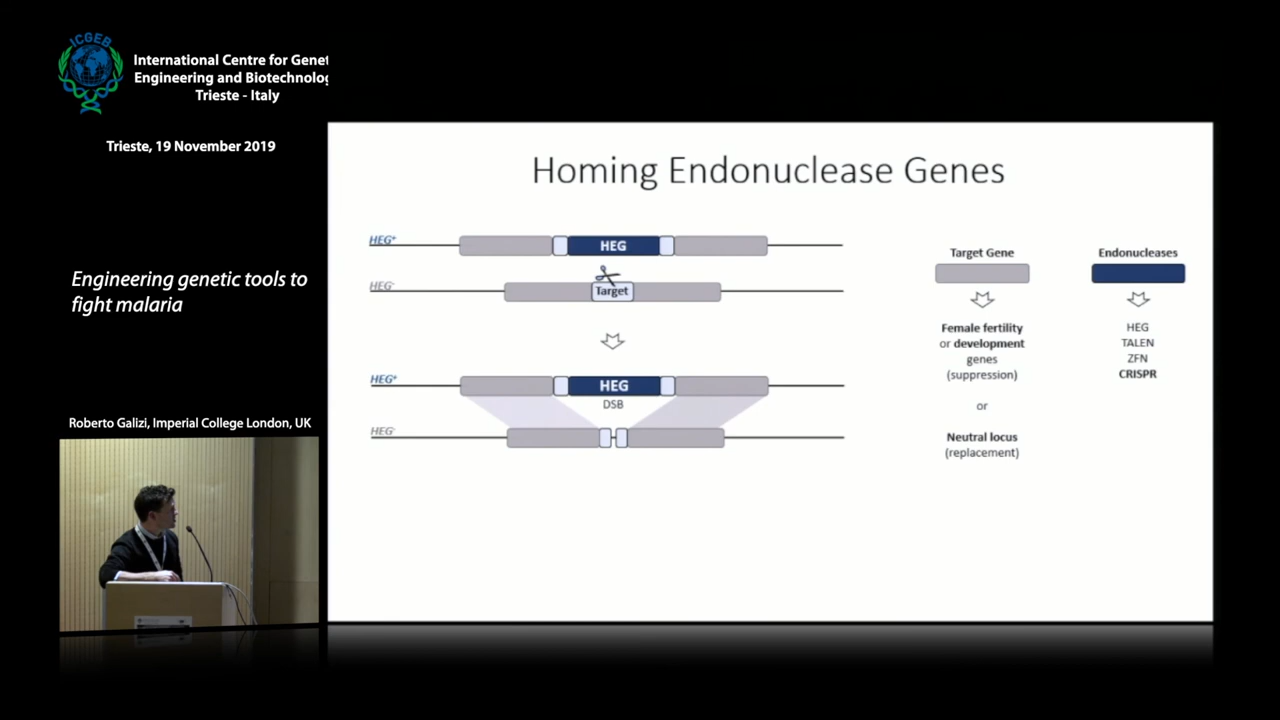 ICGEB
International Centre for Genet
Engineering and Biotechnolog
Trieste - Italy
Trieste, 19 November 2019
Engineering genetic tools to
fight malaria
Roberto Galizi, Imperial College London, UK
Homing Endonuclease Genes
HEG+
HEG
HEG-
Target
HEG+
HEG
DSB
HEG-
Target Gene
Female fertility
or development
genes
(suppression)
or
Neutral locus
(replacement)
Endonucleases
HEG
TALEN
ZFN
CRISPR